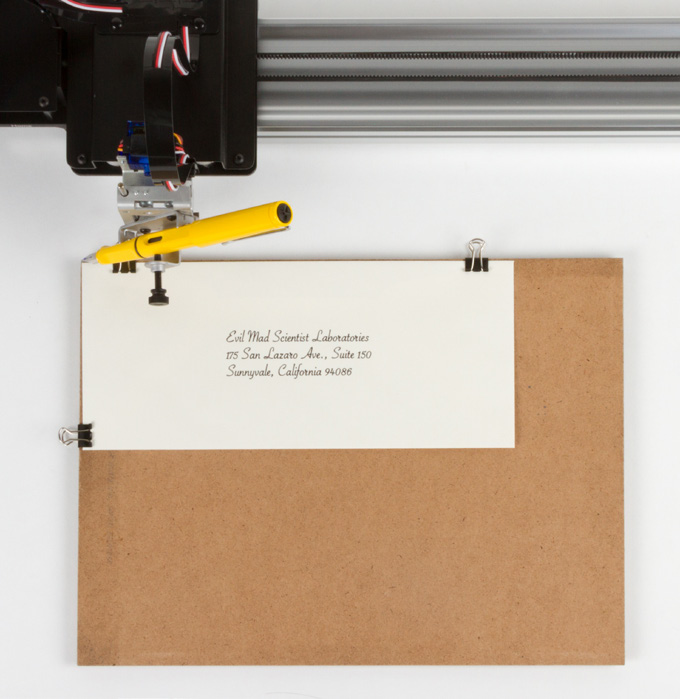 Evil Mad Scientist Laboratories
175 San Lazaro Ave., Suite 150
Sunnyvale, California 94086